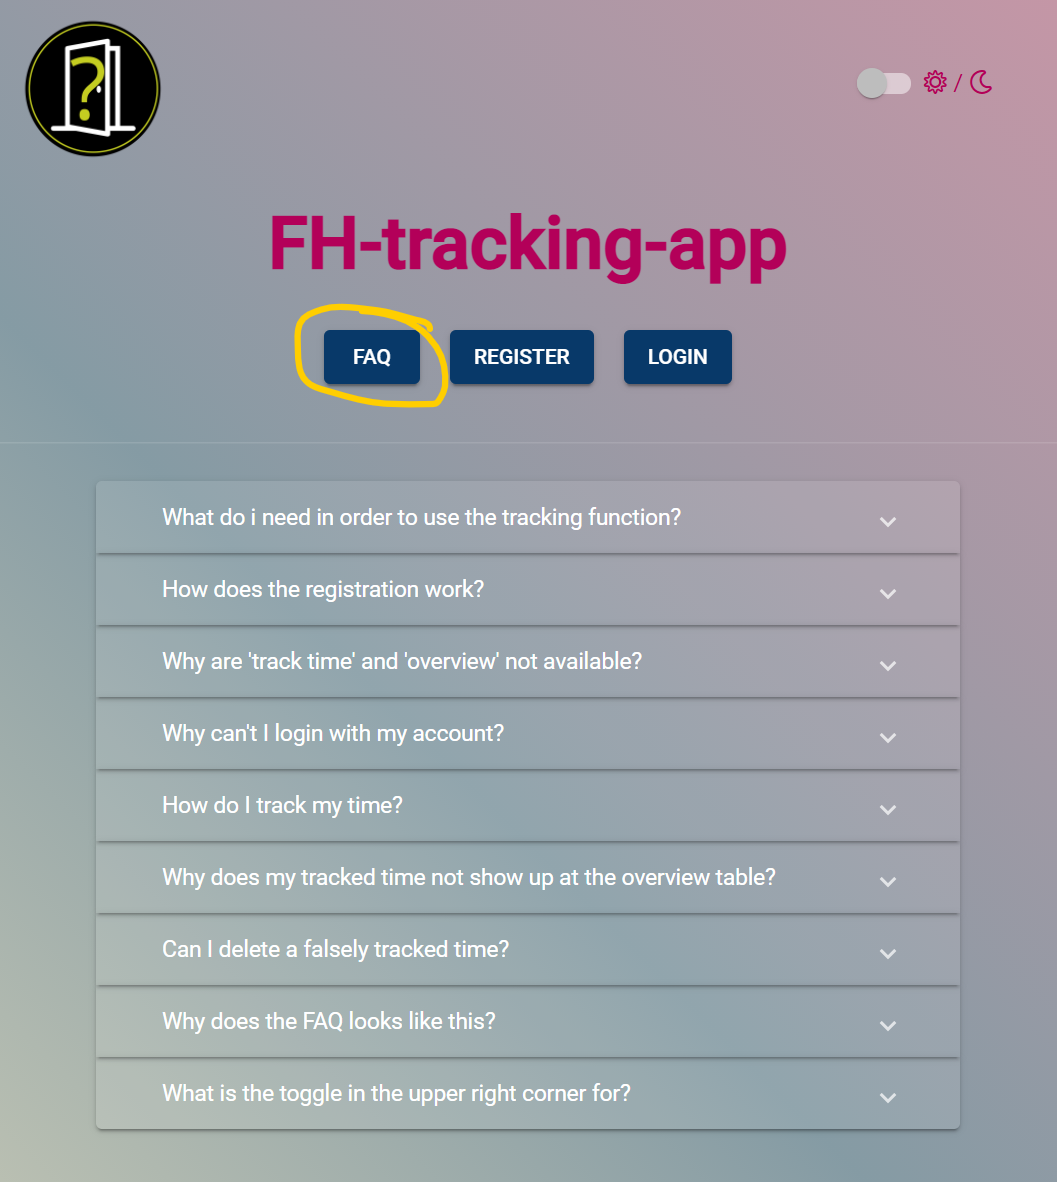 ?
/
FH-tracking-app
FAQ REGISTER LOGIN
What do i need in order to use the tracking function?
How does the registration work?
Why are 'track time' and 'overview' not available?
Why can't I login with my account?
How do I track my time?
Why does my tracked time not show up at the overview table?
Can I delete a falsely tracked time?
Why does the FAQ looks like this?
What is the toggle in the upper right corner for?